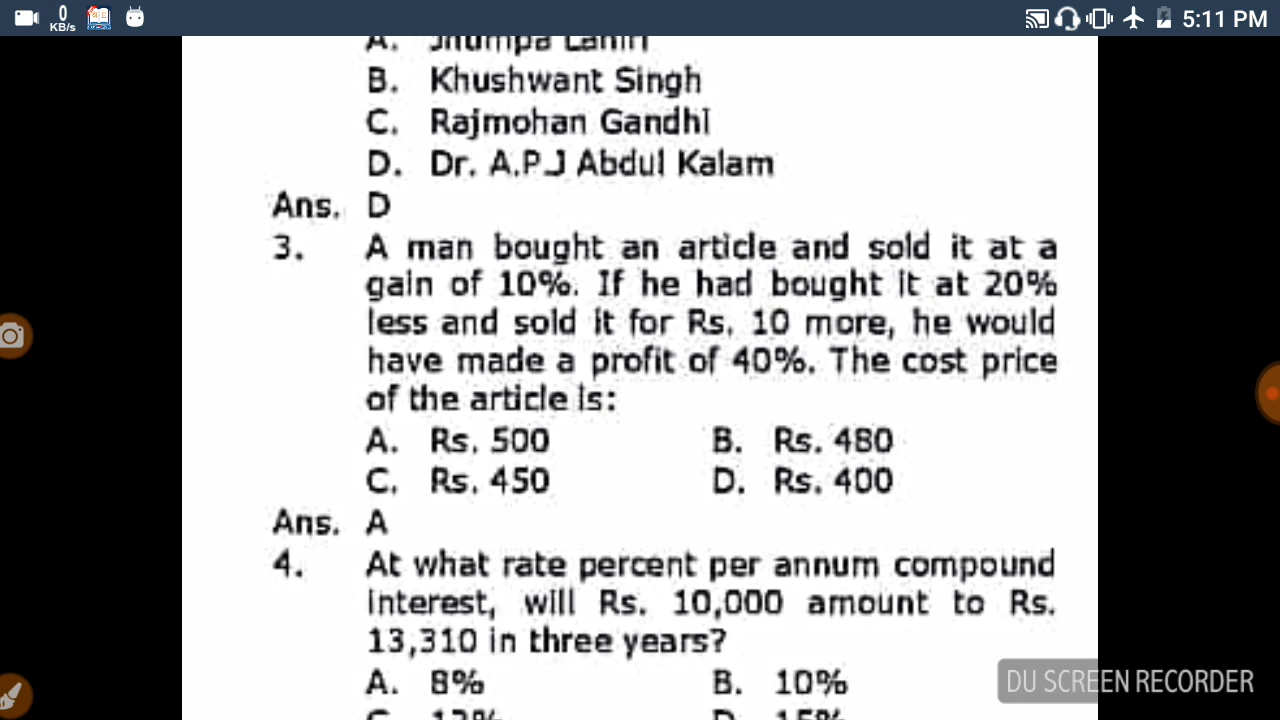 0
KB/s
5:11 PM
A. Jhumpa Lahiri
B. Khushwant Singh
C. Rajmohan Gandhi
D. Dr. A.P.J Abdul Kalam
Ans. D
3. A man bought an article and sold it at a
gain of 10%. If he had bought it at 20%
less and sold it for Rs. 10 more, he would
have made a profit of 40%. The cost price
of the article is:
A. Rs. 500 B. Rs. 480
C. Rs. 450 D. Rs. 400
Ans. A
4. At what rate percent per annum compound
interest, will Rs. 10,000 amount to Rs.
13,310 in three years?
A. 8% B. 10%
C. 12% D. 15%
DU SCREEN RECORDER